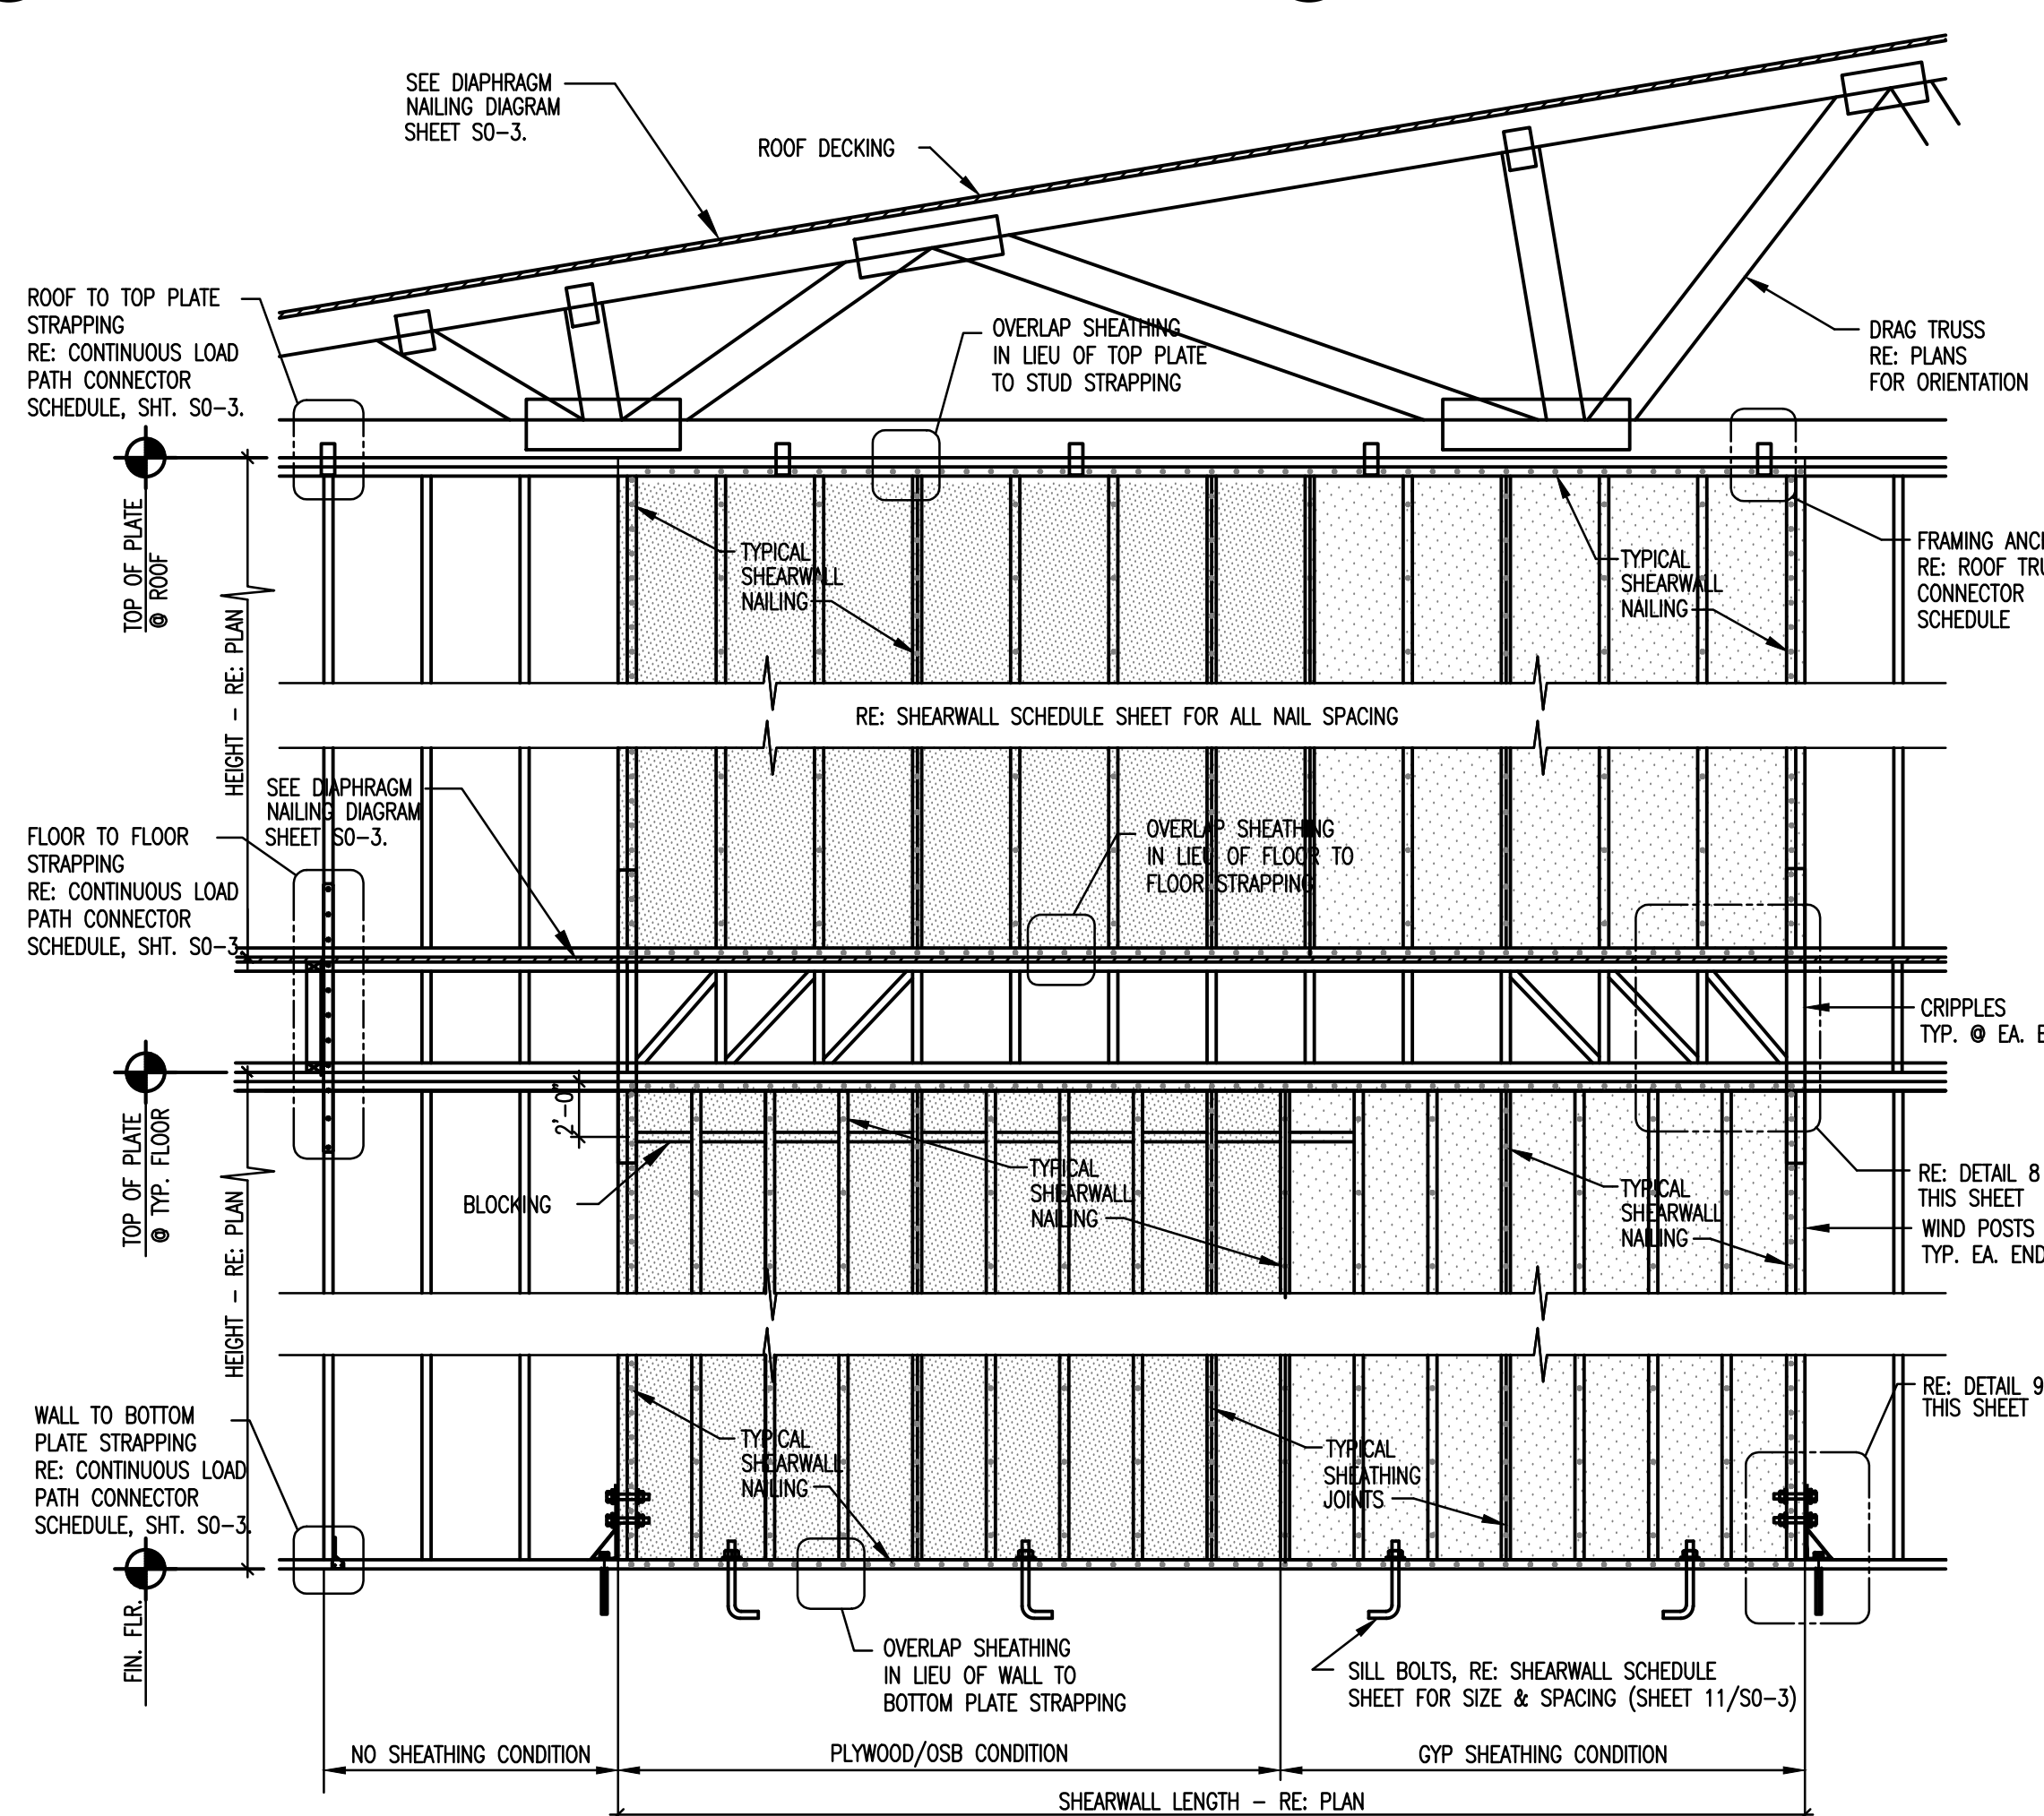 SEE DIAPHRAGM
NAILING DIAGRAM
SHEET S0-3.
ROOF DECKING
ROOF TO TOP PLATE
STRAPPING
RE: CONTINUOUS LOAD
PATH CONNECTOR
SCHEDULE, SHT. S0-3.
OVERLAP SHEATHING
IN LIEU OF TOP PLATE
TO STUD STRAPPING
DRAG TRUSS
RE: PLANS
FOR ORIENTATION
TOP OF PLATE
@ ROOF
TYPICAL
SHEARWALL
NAILING
TYPICAL
SHEARWALL
NAILING
FRAMING
RE: ROOF
CONNECTOR
SCHEDULE
HEIGHT - RE: PLAN
RE: SHEARWALL SCHEDULE SHEET FOR ALL NAIL SPACING
SEE DIAPHRAGM
NAILING DIAGRAM
SHEET S0-3.
FLOOR TO FLOOR
STRAPPING
RE: CONTINUOUS LOAD
PATH CONNECTOR
SCHEDULE, SHT. S0-3.
OVERLAP SHEATHING
IN LIEU OF FLOOR TO
FLOOR STRAPPING
CRIPPLES
TYP. @ EA.
TOP OF PLATE
@ TYP. FLOOR
2'-0"
BLOCKING
TYPICAL
SHEARWALL
NAILING
TYPICAL
SHEARWALL
NAILING
RE: DETAIL 8
THIS SHEET
WIND POSTS
TYP. EA. END
HEIGHT - RE: PLAN
RE: DETAIL 9
THIS SHEET
WALL TO BOTTOM
PLATE STRAPPING
RE: CONTINUOUS LOAD
PATH CONNECTOR
SCHEDULE, SHT. S0-3.
TYPICAL
SHEARWALL
NAILING
TYPICAL
SHEATHING
JOINTS
FIN. FLR.
OVERLAP SHEATHING
IN LIEU OF WALL TO
BOTTOM PLATE STRAPPING
SILL BOLTS, RE: SHEARWALL SCHEDULE
SHEET FOR SIZE & SPACING (SHEET 11/S0-3)
NO SHEATHING CONDITION
PLYWOOD/OSB CONDITION
GYP SHEATHING CONDITION
SHEARWALL LENGTH - RE: PLAN